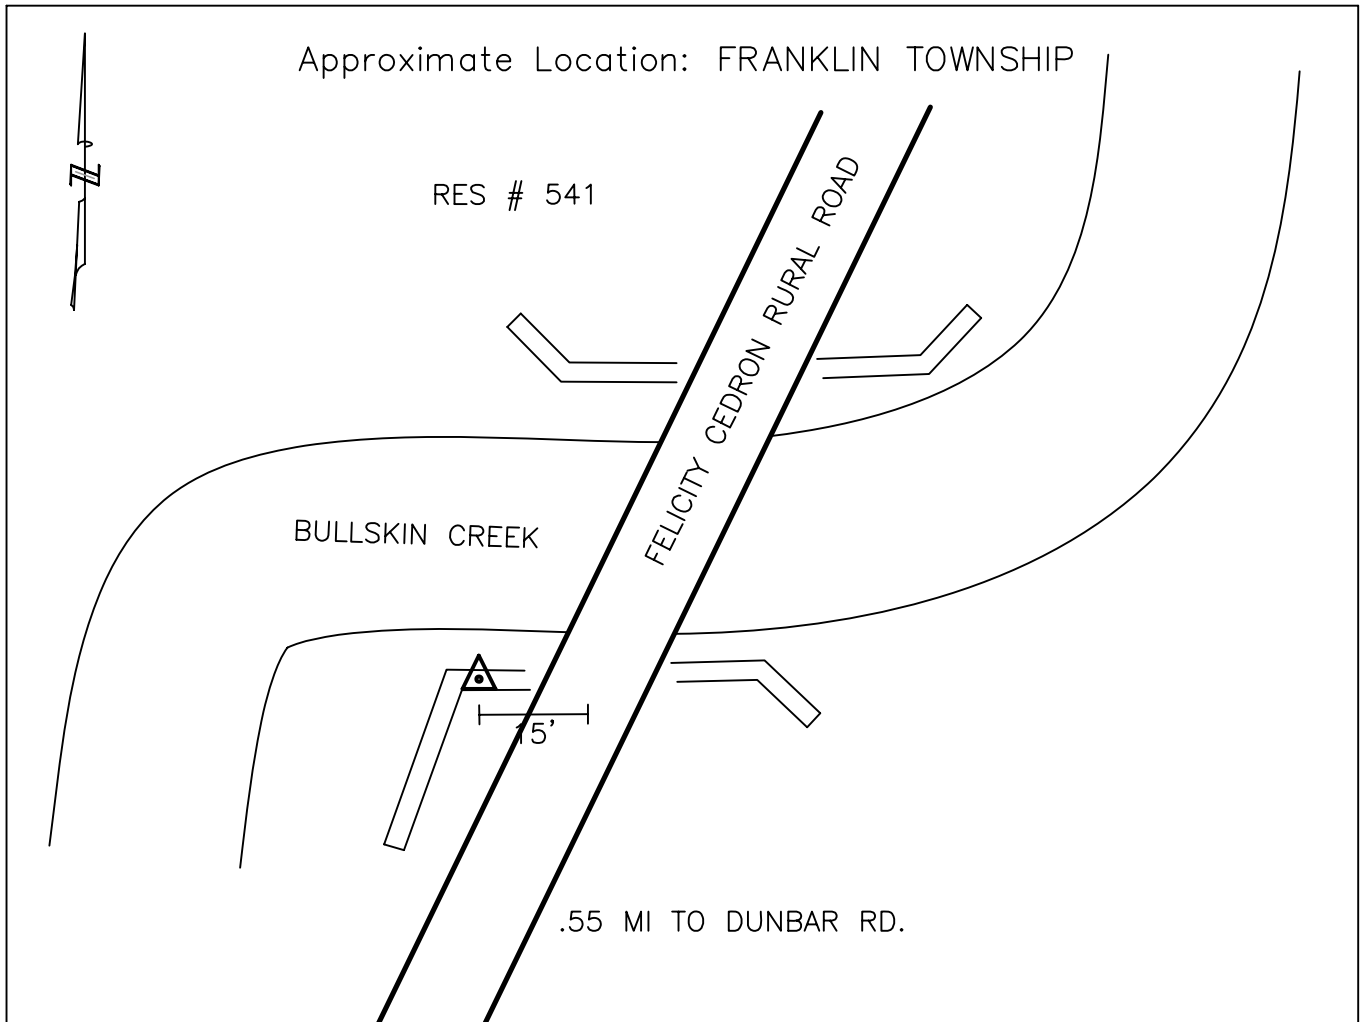 Approximate Location: FRANKLIN TOWNSHIP
N
RES # 541
FELICITY CEDRON RURAL ROAD
BULLSKIN CREEK
15'
.55 MI TO DUNBAR RD.